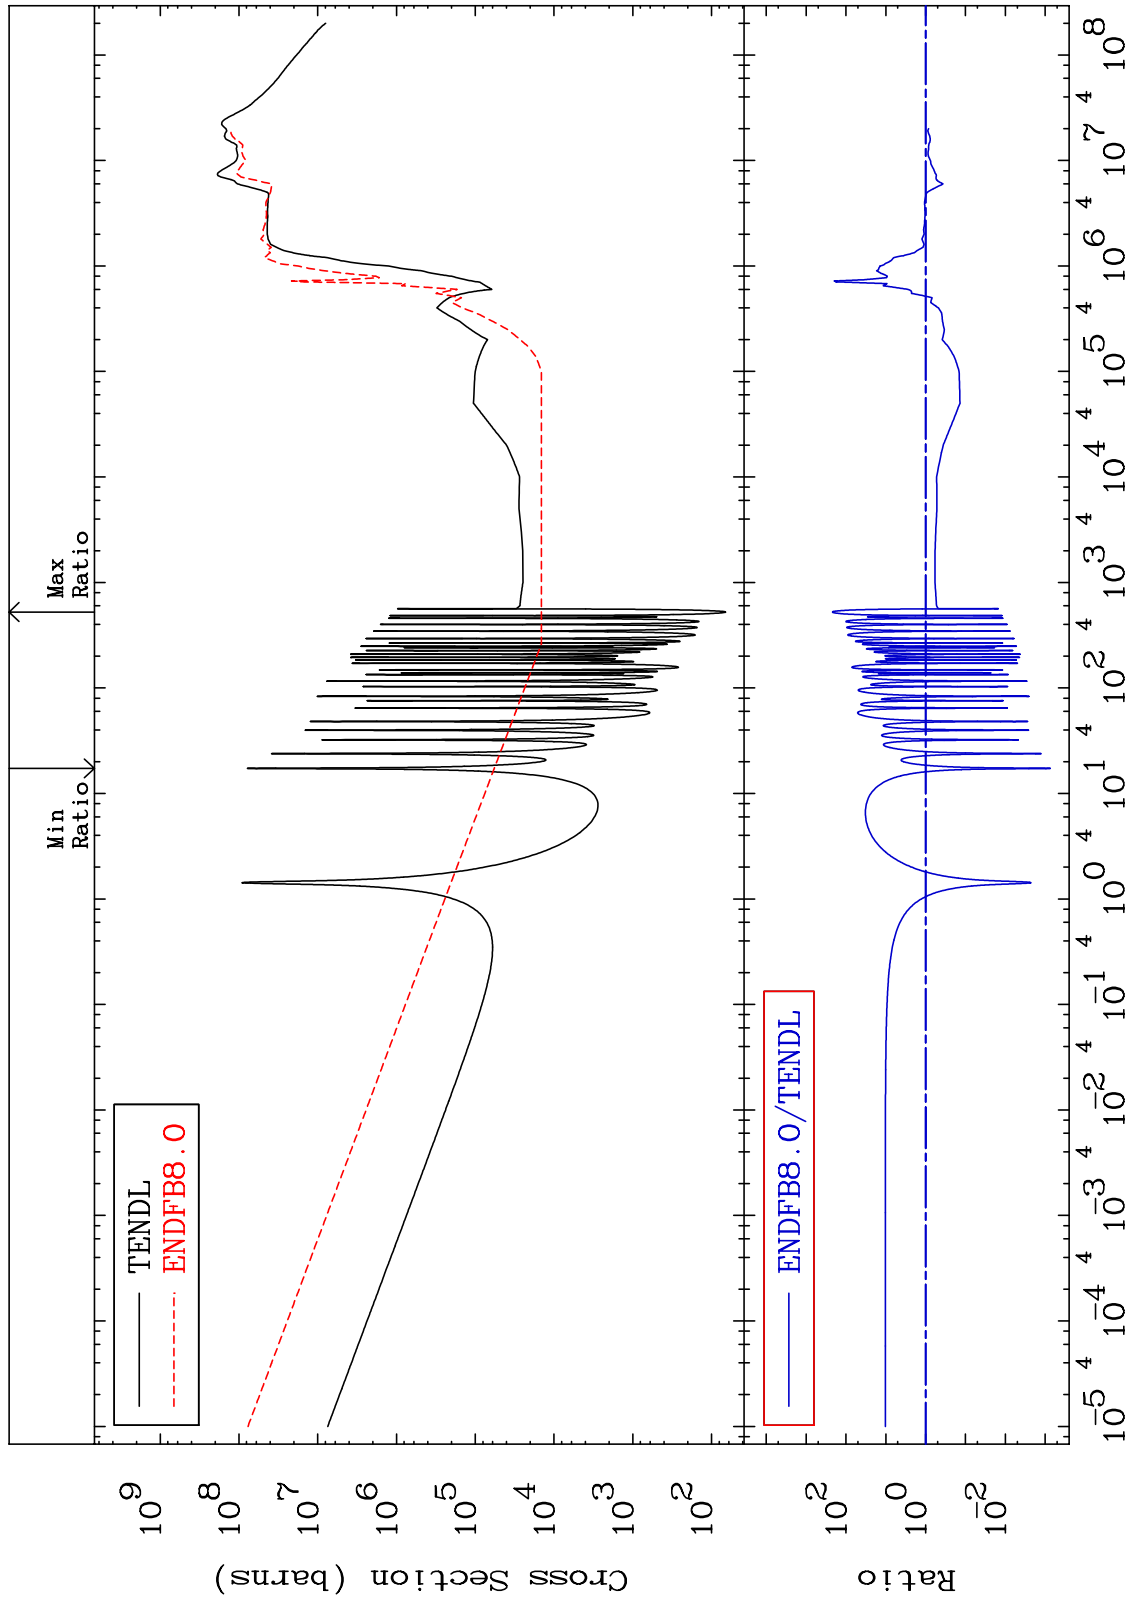 Min
Ratio
Max
Ratio
TENDL
ENDFB8.0
10^9
10^8
10^7
10^6
10^5
10^4
10^3
10^2
Cross Section (barns)
ENDFB8.0/TENDL
10^2
10^0
10^-2
Ratio
10^-5 4 10^-4 4 10^-3 4 10^-2 4 10^-1 4 10^0 4 10^1 4 10^2 4 10^3 4 10^4 4 10^5 4 10^6 4 10^7 4 10^8